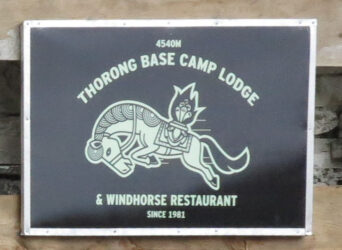 4540M
THORONG BASE CAMP LODGE
& WINDHORSE RESTAURANT
SINCE 1981